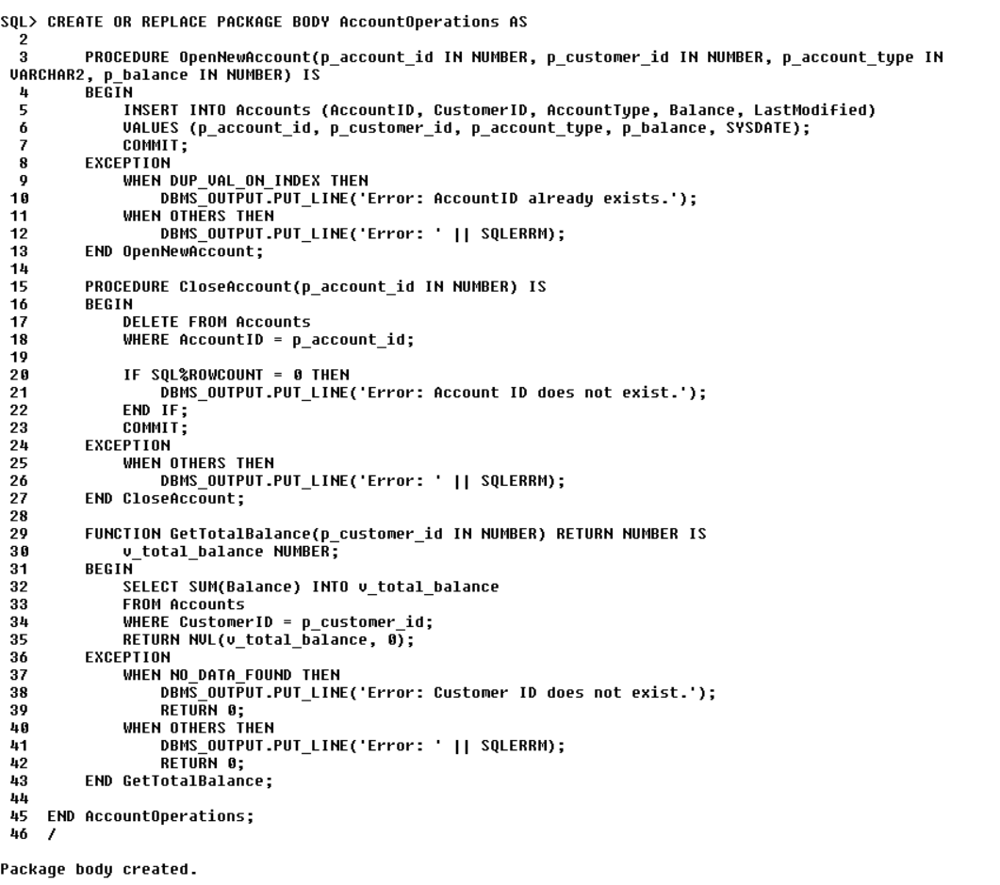 SQL> CREATE OR REPLACE PACKAGE BODY AccountOperations AS
  2
  3      PROCEDURE OpenNewAccount(p_account_id IN NUMBER, p_customer_id IN NUMBER, p_account_type IN
 VARCHAR2, p_balance IN NUMBER) IS
  4      BEGIN
  5          INSERT INTO Accounts (AccountID, CustomerID, AccountType, Balance, LastModified)
  6          VALUES (p_account_id, p_customer_id, p_account_type, p_balance, SYSDATE);
  7          COMMIT;
  8      EXCEPTION
  9          WHEN DUP_VAL_ON_INDEX THEN
 10              DBMS_OUTPUT.PUT_LINE('Error: AccountID already exists.');
 11          WHEN OTHERS THEN
 12              DBMS_OUTPUT.PUT_LINE('Error: ' || SQLERRM);
 13      END OpenNewAccount;
 14
 15      PROCEDURE CloseAccount(p_account_id IN NUMBER) IS
 16      BEGIN
 17          DELETE FROM Accounts
 18          WHERE AccountID = p_account_id;
 19
 20          IF SQL%ROWCOUNT = 0 THEN
 21              DBMS_OUTPUT.PUT_LINE('Error: Account ID does not exist.');
 22          END IF;
 23          COMMIT;
 24      EXCEPTION
 25          WHEN OTHERS THEN
 26              DBMS_OUTPUT.PUT_LINE('Error: ' || SQLERRM);
 27      END CloseAccount;
 28
 29      FUNCTION GetTotalBalance(p_customer_id IN NUMBER) RETURN NUMBER IS
 30          v_total_balance NUMBER;
 31      BEGIN
 32          SELECT SUM(Balance) INTO v_total_balance
 33          FROM Accounts
 34          WHERE CustomerID = p_customer_id;
 35          RETURN NVL(v_total_balance, 0);
 36      EXCEPTION
 37          WHEN NO_DATA_FOUND THEN
 38              DBMS_OUTPUT.PUT_LINE('Error: Customer ID does not exist.');
 39              RETURN 0;
 40          WHEN OTHERS THEN
 41              DBMS_OUTPUT.PUT_LINE('Error: ' || SQLERRM);
 42              RETURN 0;
 43      END GetTotalBalance;
 44
 45  END AccountOperations;
 46  /
Package body created.